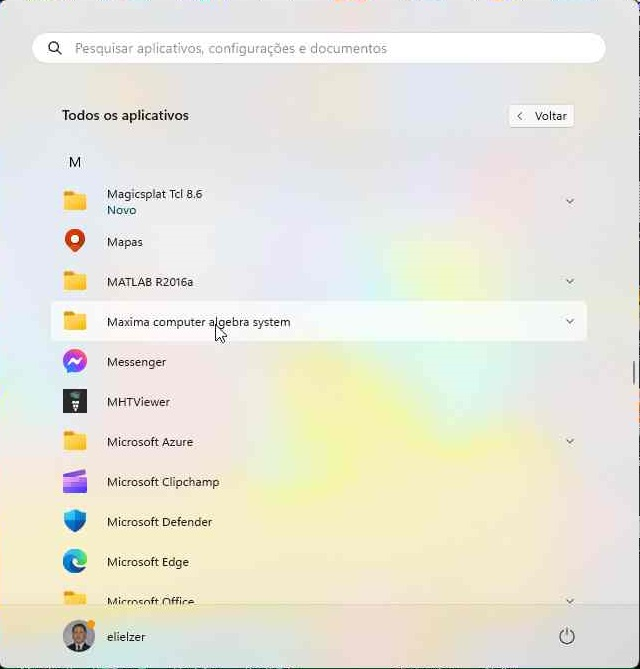 Pesquisar aplicativos, configurações e documentos
Todos os aplicativos
Voltar
M
Magicsplat Tcl 8.6
Novo
Mapas
MATLAB R2016a
Maxima computer algebra system
Messenger
MHTViewer
Microsoft Azure
Microsoft Clipchamp
Microsoft Defender
Microsoft Edge
Microsoft Office
elielzer